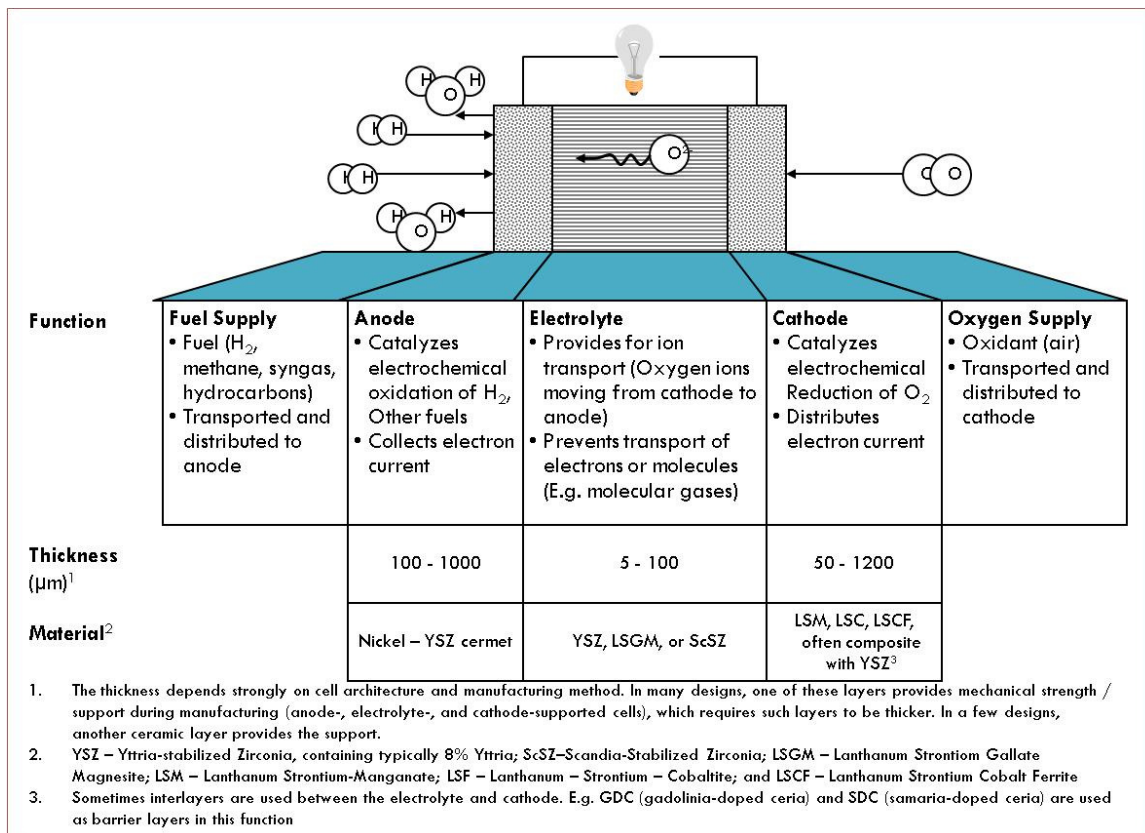 H H
O
H H
H H
H H
O
O²⁻
O O
Function
Fuel Supply
• Fuel (H₂,
methane, syngas,
hydrocarbons)
• Transported and
distributed to
anode
Anode
• Catalyzes
electrochemical
oxidation of H₂,
Other fuels
• Collects electron
current
Electrolyte
• Provides for ion
transport (Oxygen ions
moving from cathode to
anode)
• Prevents transport of
electrons or molecules
(E.g. molecular gases)
Cathode
• Catalyzes
electrochemical
Reduction of O₂
• Distributes
electron current
Oxygen Supply
• Oxidant (air)
• Transported and
distributed to
cathode
Thickness
(µm)¹
100 - 1000
5 - 100
50 - 1200
Material²
Nickel – YSZ cermet
YSZ, LSGM, or ScSZ
LSM, LSC, LSCF,
often composite
with YSZ³
1. The thickness depends strongly on cell architecture and manufacturing method. In many designs, one of these layers provides mechanical strength /
support during manufacturing (anode-, electrolyte-, and cathode-supported cells), which requires such layers to be thicker. In a few designs,
another ceramic layer provides the support.
2. YSZ – Yttria-stabilized Zirconia, containing typically 8% Yttria; ScSZ–Scandia-Stabilized Zirconia; LSGM – Lanthanum Strontiom Gallate
Magnesite; LSM – Lanthanum Strontium-Manganate; LSF – Lanthanum – Strontium – Cobaltite; and LSCF – Lanthanum Strontium Cobalt Ferrite
3. Sometimes interlayers are used between the electrolyte and cathode. E.g. GDC (gadolinia-doped ceria) and SDC (samaria-doped ceria) are used
as barrier layers in this function